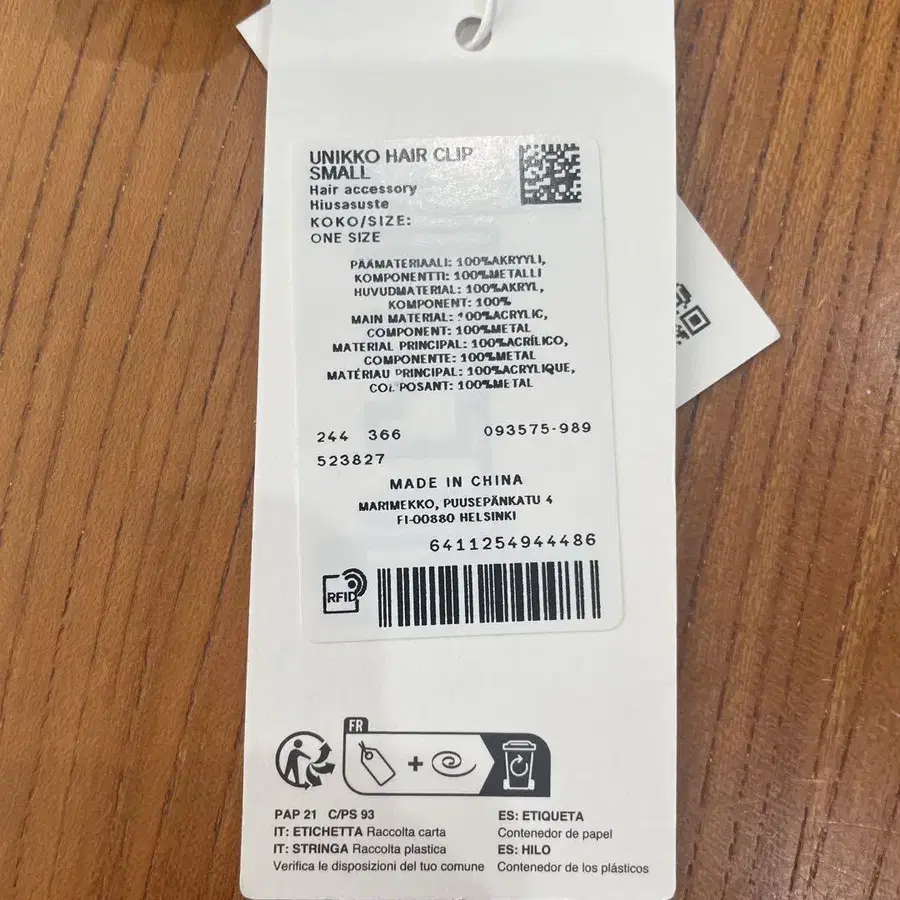 UNIKKO HAIR CLIP
SMALL
Hair accessory
Hiusasuste
KOKO/SIZE:
ONE SIZE
PÄÄMATERIAALI: 100%AKRYYLI,
KOMPONENTTI: 100%METALLI
HUVUDMATERIAL: 100%AKRYL,
KOMPONENT: 100%
MAIN MATERIAL: 100%ACRYLIC,
COMPONENT: 100%METAL
MATERIAL PRINCIPAL: 100%ACRÍLICO,
COMPONENTE: 100%METAL
MATÉRIAU PRINCIPAL: 100%ACRYLIQUE,
COMPOSANT: 100%METAL
244 366 093575-989
523827
MADE IN CHINA
MARIMEKKO, PUUSEPÄNKATU 4
FI-00880 HELSINKI
6411254944486
RFID
FR
+
PAP 21 C/PS 93
IT: ETICHETTA Raccolta carta
IT: STRINGA Raccolta plastica
Verifica le disposizioni del tuo comune
ES: ETIQUETA
Contenedor de papel
ES: HILO
Contenedor de los plásticos